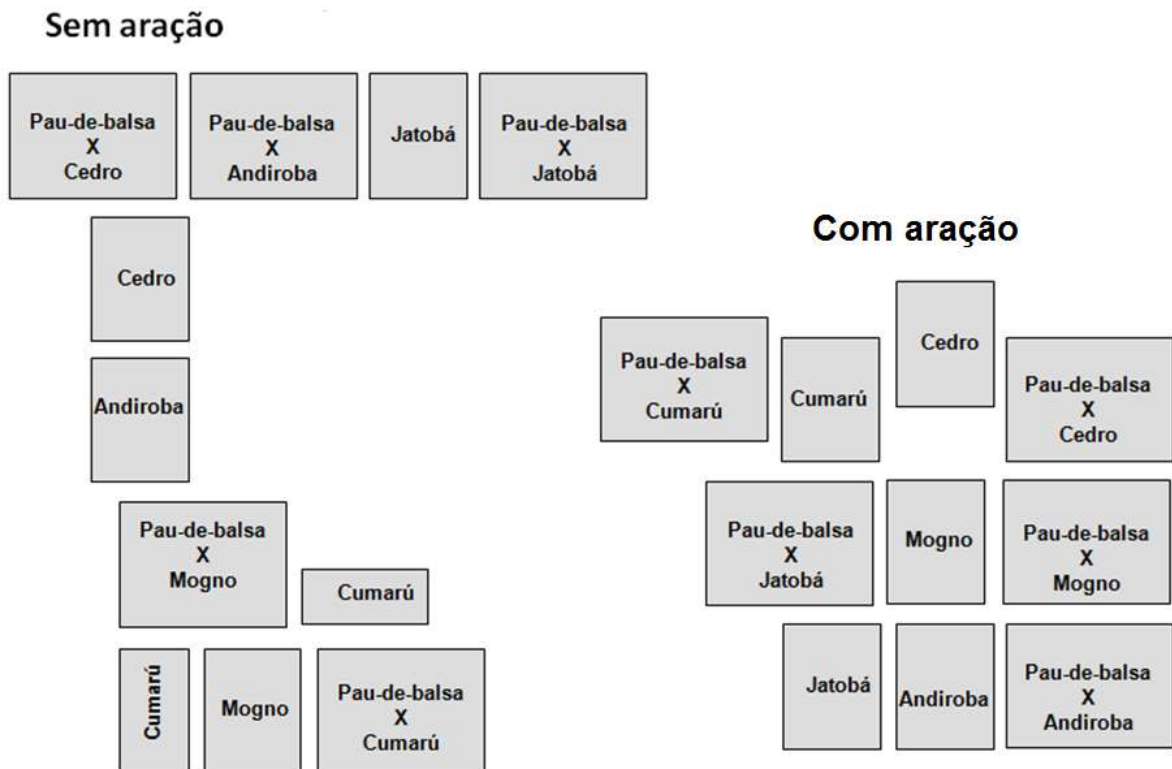 Sem aração
Pau-de-balsa
X
Cedro
Pau-de-balsa
X
Andiroba
Jatobá
Pau-de-balsa
X
Jatobá
Cedro
Andiroba
Pau-de-balsa
X
Mogno
Cumarú
Cumarú
Mogno
Pau-de-balsa
X
Cumarú
Com aração
Pau-de-balsa
X
Cumarú
Cumarú
Cedro
Pau-de-balsa
X
Cedro
Pau-de-balsa
X
Jatobá
Mogno
Pau-de-balsa
X
Mogno
Jatobá
Andiroba
Pau-de-balsa
X
Andiroba